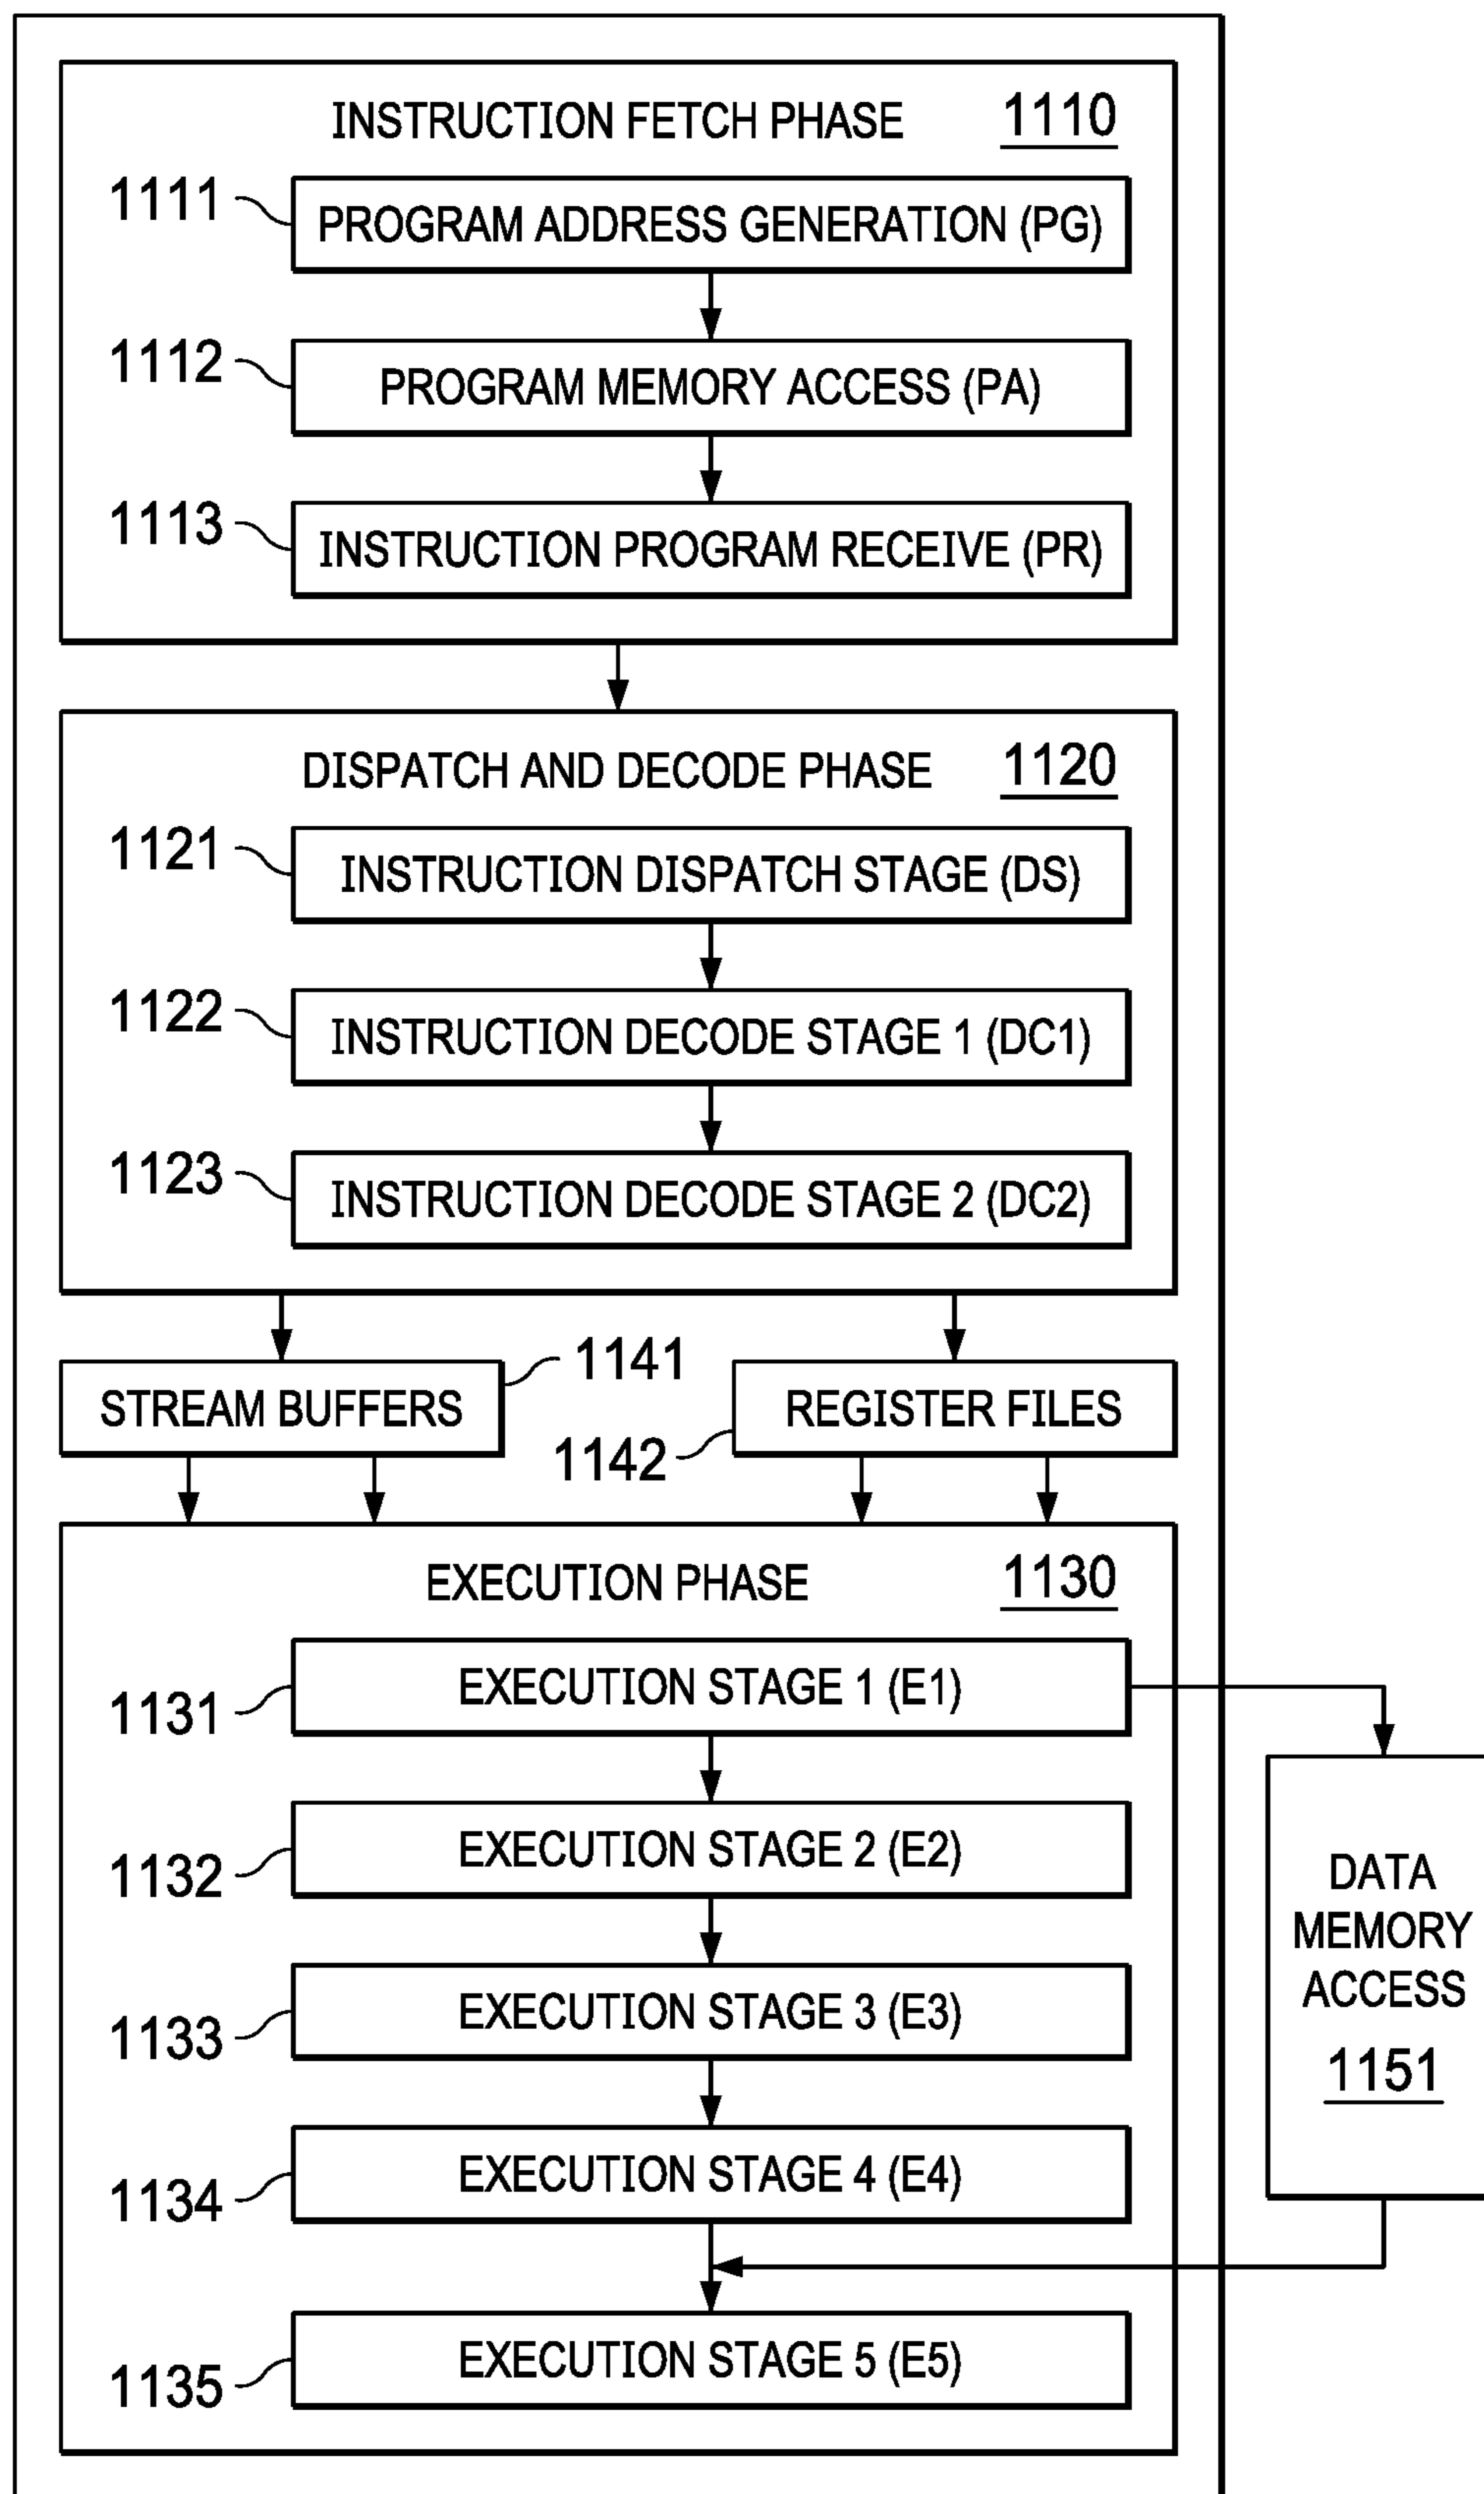 INSTRUCTION FETCH PHASE 1110
1111 PROGRAM ADDRESS GENERATION (PG)
1112 PROGRAM MEMORY ACCESS (PA)
1113 INSTRUCTION PROGRAM RECEIVE (PR)
DISPATCH AND DECODE PHASE 1120
1121 INSTRUCTION DISPATCH STAGE (DS)
1122 INSTRUCTION DECODE STAGE 1 (DC1)
1123 INSTRUCTION DECODE STAGE 2 (DC2)
STREAM BUFFERS 1141
1142 REGISTER FILES
EXECUTION PHASE 1130
1131 EXECUTION STAGE 1 (E1)
1132 EXECUTION STAGE 2 (E2)
1133 EXECUTION STAGE 3 (E3)
1134 EXECUTION STAGE 4 (E4)
1135 EXECUTION STAGE 5 (E5)
DATA
MEMORY
ACCESS
1151